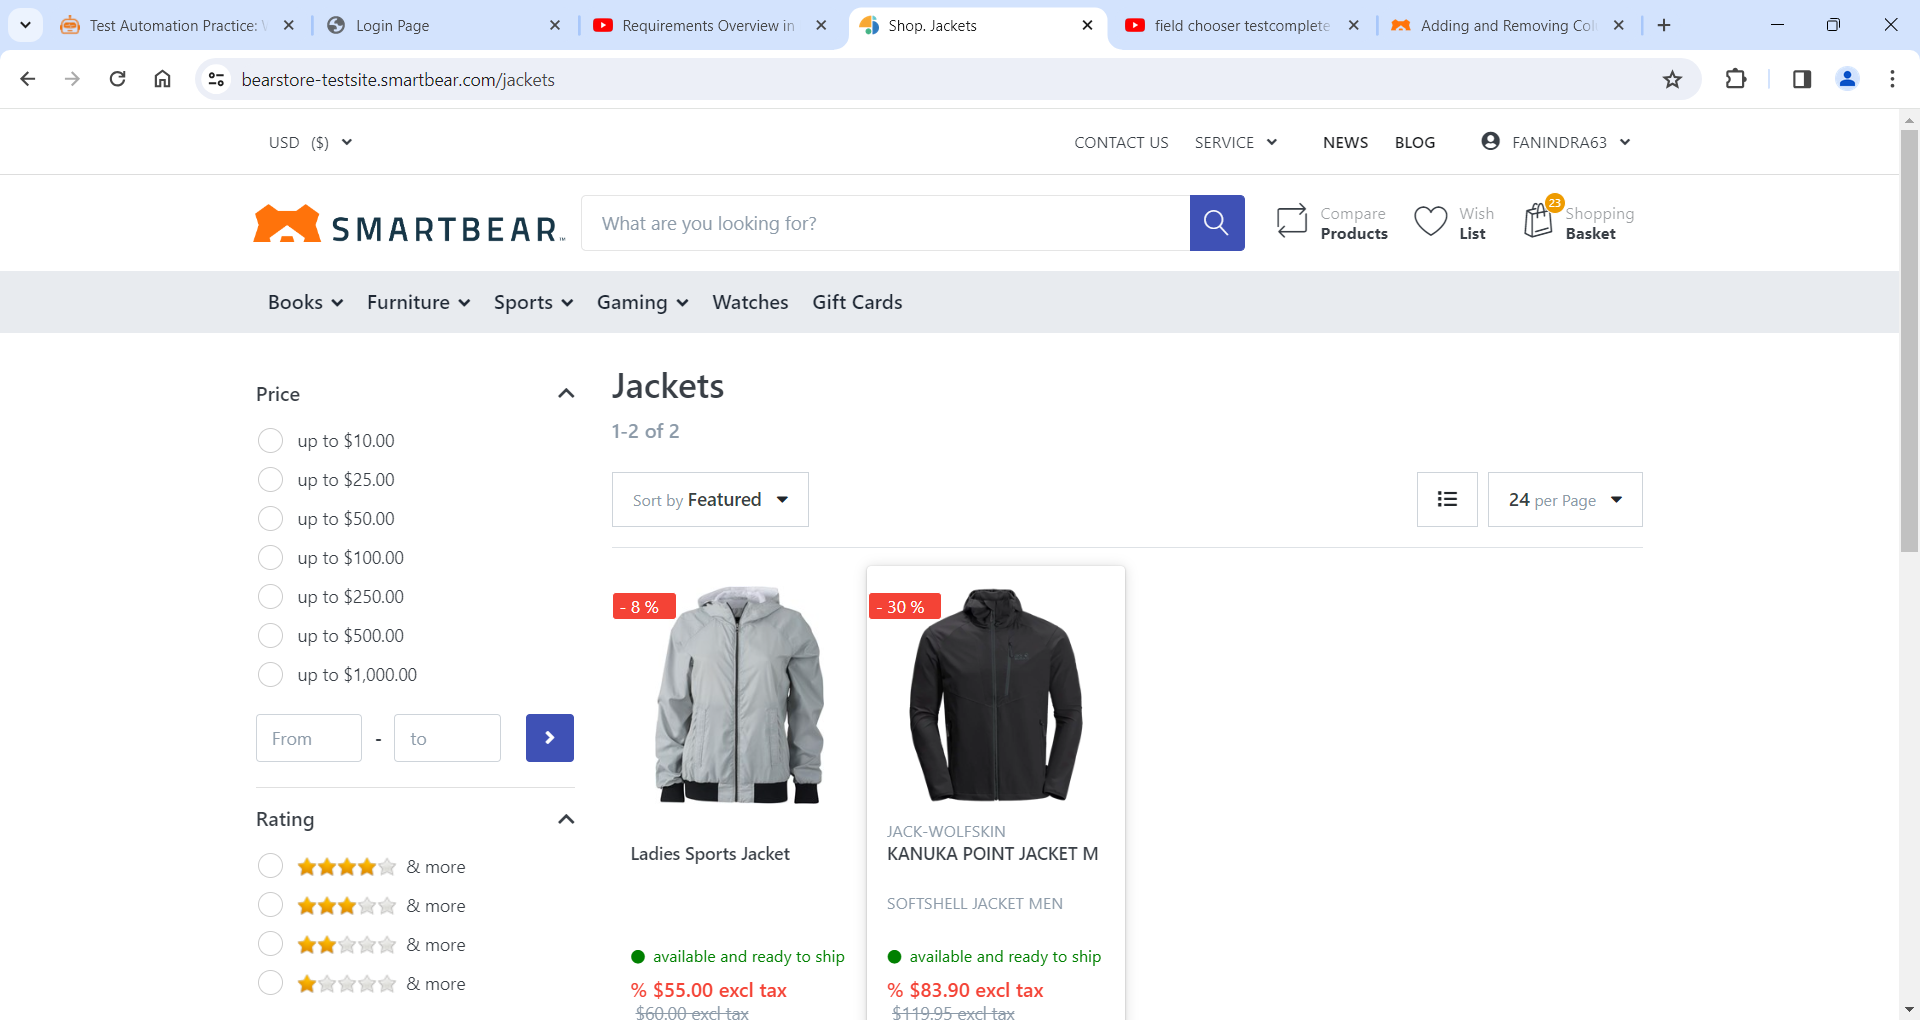 Test Automation Practice:
Login Page
Requirements Overview in
Shop. Jackets
field chooser testcomplete
Adding and Removing Col
bearstore-testsite.smartbear.com/jackets
USD ($)
CONTACT US
SERVICE
NEWS
BLOG
FANINDRA63
SMARTBEAR
What are you looking for?
Compare
Products
Wish
List
23
Shopping
Basket
Books
Furniture
Sports
Gaming
Watches
Gift Cards
Price
up to $10.00
up to $25.00
up to $50.00
up to $100.00
up to $250.00
up to $500.00
up to $1,000.00
From - to
Rating
& more
& more
& more
& more
Jackets
1-2 of 2
Sort by Featured
24 per Page
- 8 %
Ladies Sports Jacket
available and ready to ship
% $55.00 excl tax
$60.00 excl tax
- 30 %
JACK-WOLFSKIN
KANUKA POINT JACKET M
SOFTSHELL JACKET MEN
available and ready to ship
% $83.90 excl tax
$119.95 excl tax